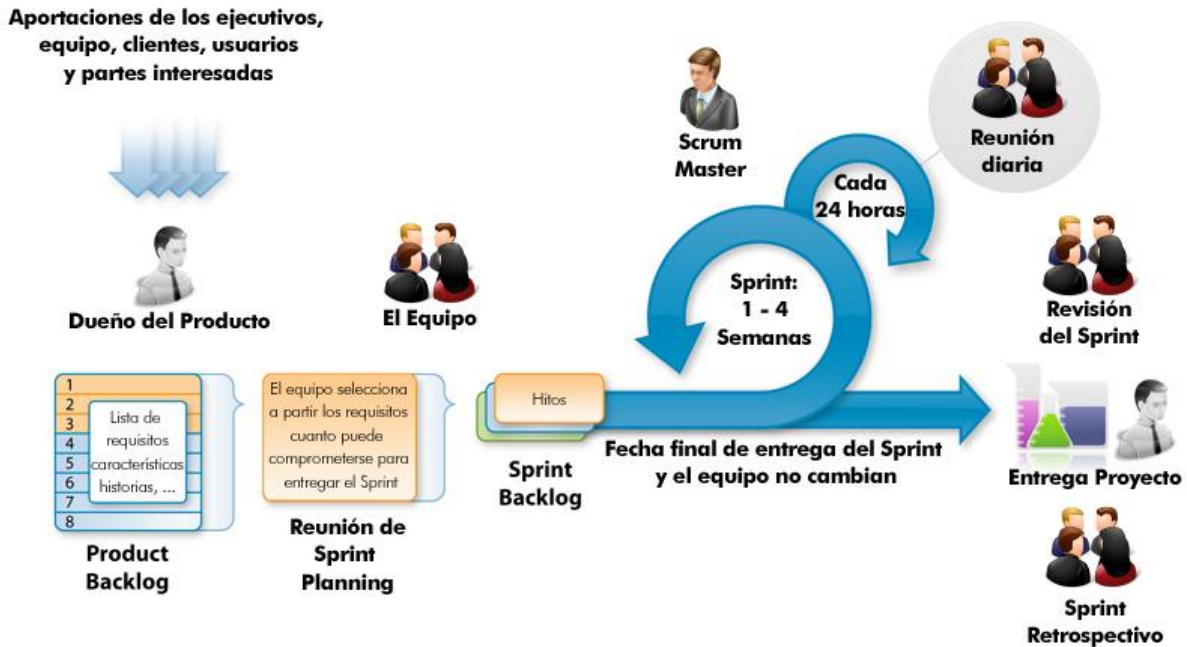 Aportaciones de los ejecutivos,
equipo, clientes, usuarios
y partes interesadas
Dueño del Producto
El Equipo
Scrum
Master
Cada
24 horas
Reunión
diaria
Sprint:
1 - 4
Semanas
Revisión
del Sprint
1
2
3
4
5
6
7
8
Lista de
requisitos
características
historias, ...
Product
Backlog
El equipo selecciona
a partir los requisitos
cuanto puede
comprometerse para
entregar el Sprint
Reunión de
Sprint
Planning
Hitos
Sprint
Backlog
Fecha final de entrega del Sprint
y el equipo no cambian
Entrega Proyecto
Sprint
Retrospectivo